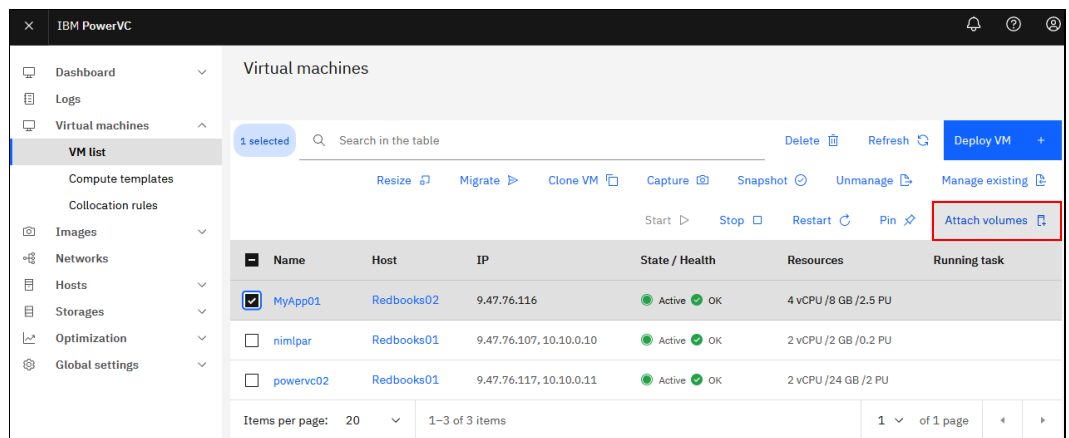 IBM PowerVC
Dashboard
Logs
Virtual machines
VM list
Compute templates
Collocation rules
Images
Networks
Hosts
Storages
Optimization
Global settings
Virtual machines
1 selected Search in the table Delete Refresh Deploy VM +
Resize Migrate Clone VM Capture Snapshot Unmanage Manage existing
Start Stop Restart Pin Attach volumes
Name Host IP State / Health Resources Running task
MyApp01 Redbooks02 9.47.76.116 Active OK 4 vCPU /8 GB /2.5 PU
nimlpar Redbooks01 9.47.76.107, 10.10.0.10 Active OK 2 vCPU /2 GB /0.2 PU
powervc02 Redbooks01 9.47.76.117, 10.10.0.11 Active OK 2 vCPU /24 GB /2 PU
Items per page: 20 1–3 of 3 items 1 of 1 page